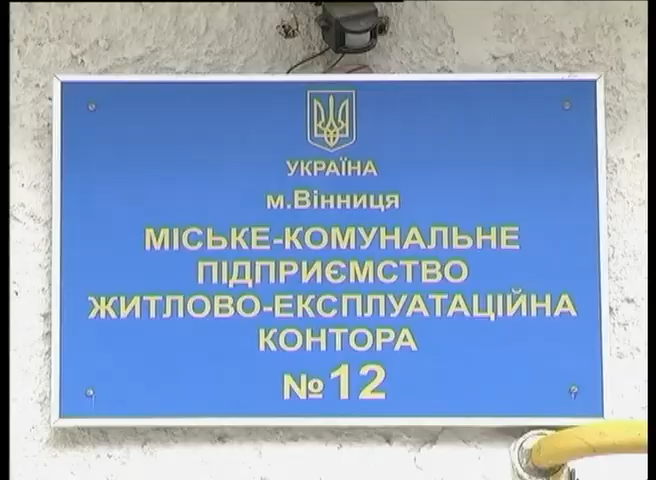 УКРАЇНА
м.Вінниця
МІСЬКЕ-КОМУНАЛЬНЕ
ПІДПРИЄМСТВО
ЖИТЛОВО-ЕКСПЛУАТАЦІЙНА
КОНТОРА
№12